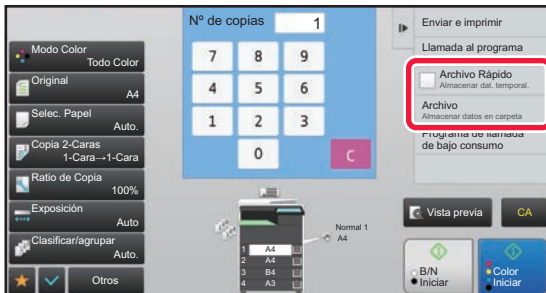 Nº de copias 1
Enviar e imprimir
Llamada al programa
Archivo Rápido
Almacenar dat. temporal.
Archivo
Almacenar datos en carpeta
Programa de llamada
de bajo consumo
Modo Color
Todo Color
Original
A4
Selec. Papel
Auto.
Copia 2-Caras
1-Cara→1-Cara
Ratio de Copia
100%
Exposición
Auto
Clasificar/agrupar
Auto.
Otros
7 8 9
4 5 6
1 2 3
0 C
Normal 1
A4
1 A4
2 A4
3 B4
4 A3
Vista previa
CA
B/N
Iniciar
Color
Iniciar